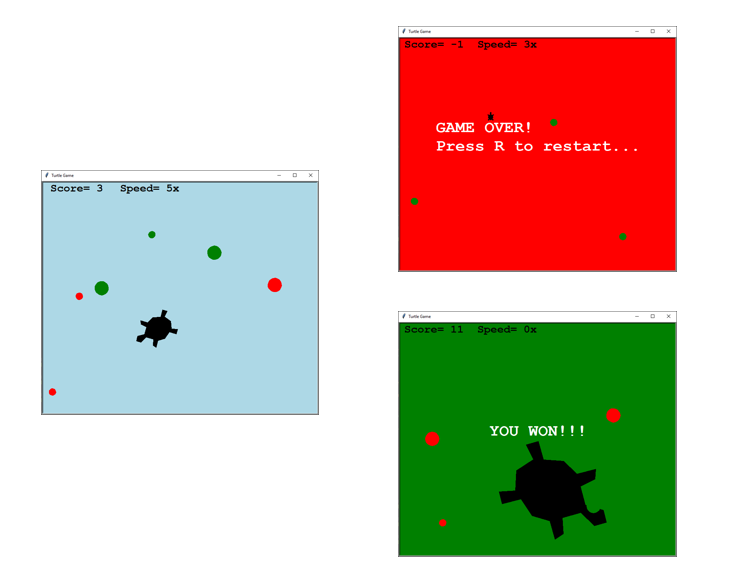 Turtle Game
Score= 3 Speed= 5x
Turtle Game
Score= -1 Speed= 3x
GAME OVER!
Press R to restart...
Turtle Game
Score= 11 Speed= 0x
YOU WON!!!